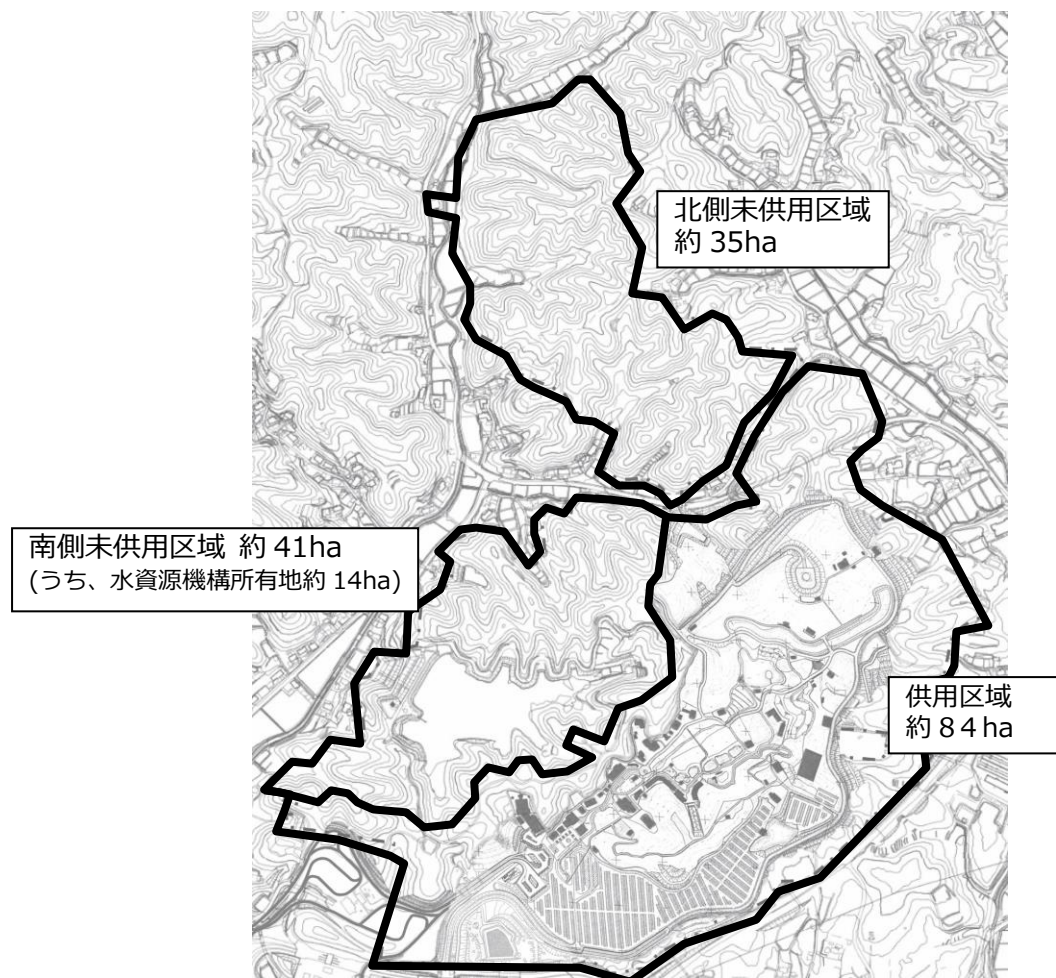 北側未供用区域
約 35ha
南側未供用区域 約 41ha
(うち、水資源機構所有地約 14ha)
供用区域
約８４ha